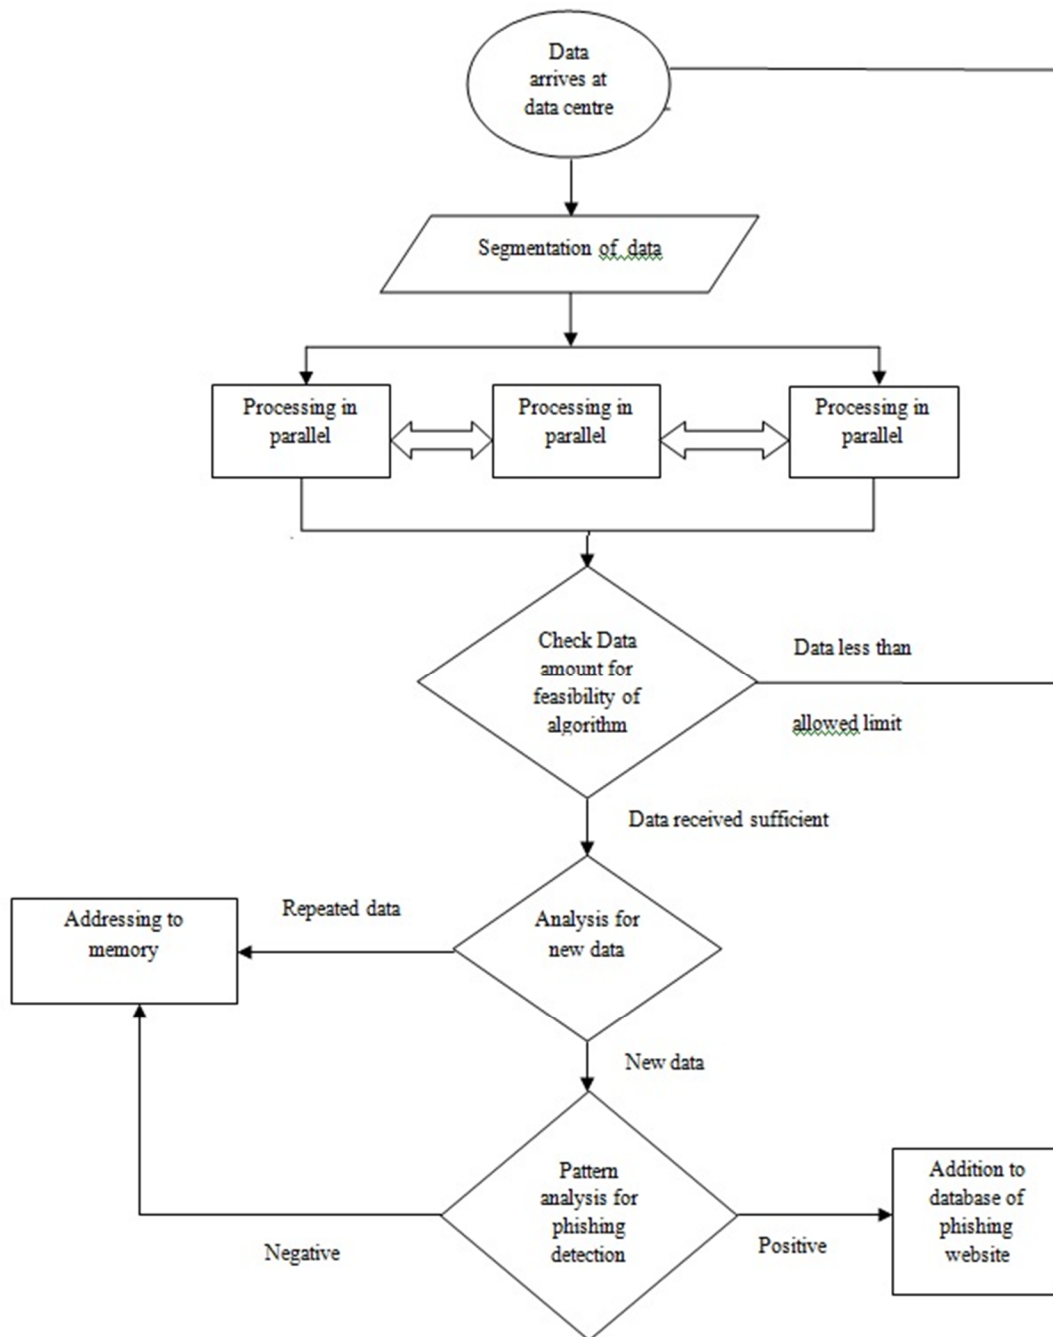 Data
arrives at
data centre
Segmentation of data
Processing in
parallel
Processing in
parallel
Processing in
parallel
Check Data
amount for
feasibility of
algorithm
Data less than
allowed limit
Data received sufficient
Analysis for
new data
Repeated data
Addressing to
memory
New data
Pattern
analysis for
phishing
detection
Negative
Positive
Addition to
database of
phishing
website